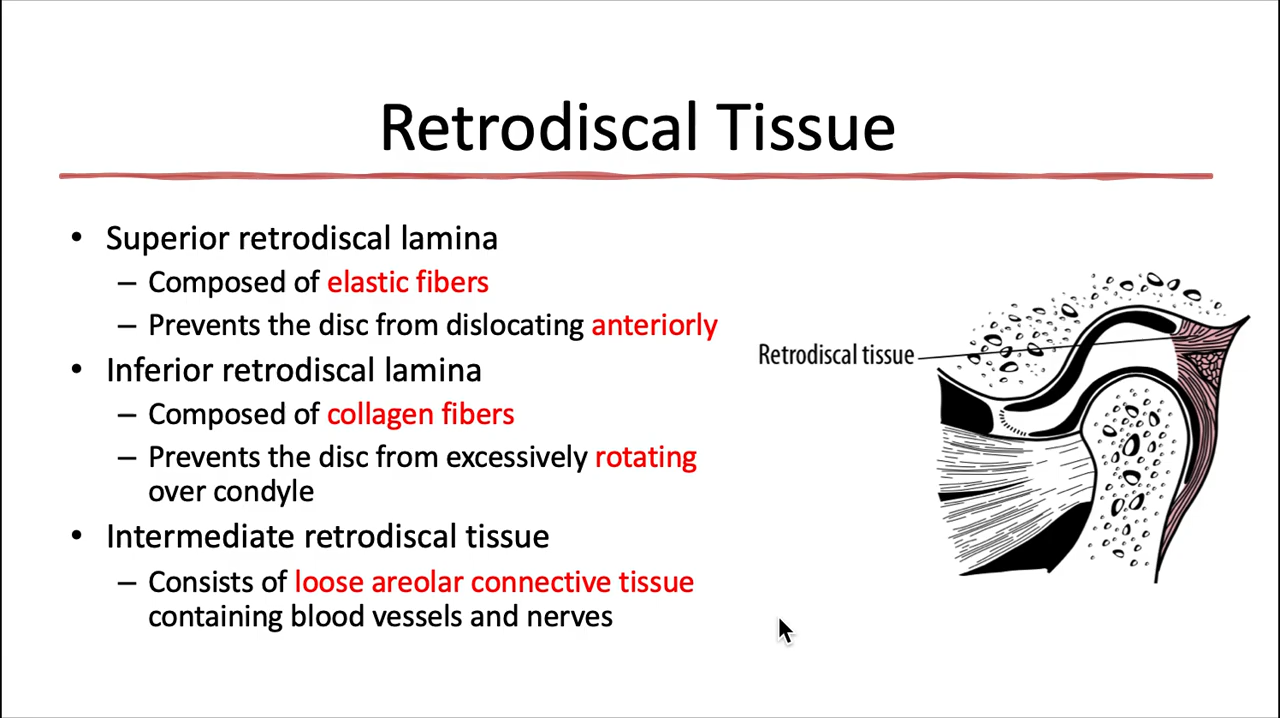 Retrodiscal Tissue
• Superior retrodiscal lamina
– Composed of elastic fibers
– Prevents the disc from dislocating anteriorly
• Inferior retrodiscal lamina
– Composed of collagen fibers
– Prevents the disc from excessively rotating
over condyle
• Intermediate retrodiscal tissue
– Consists of loose areolar connective tissue
containing blood vessels and nerves
Retrodiscal tissue